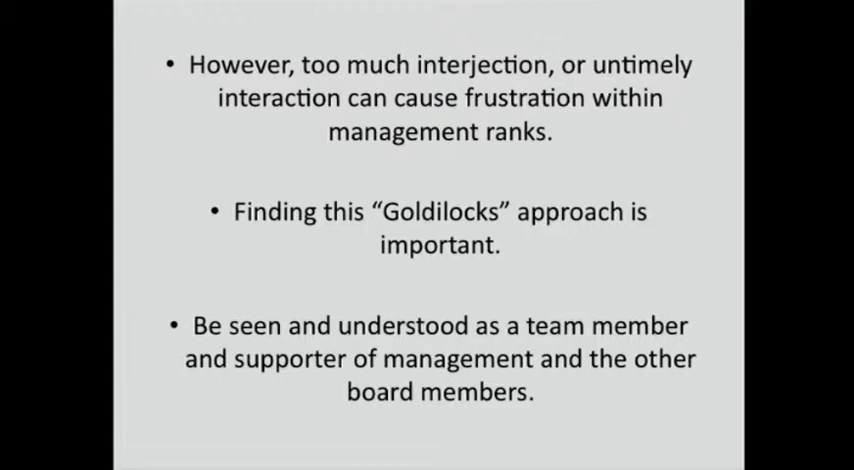 • However, too much interjection, or untimely
interaction can cause frustration within
management ranks.
• Finding this “Goldilocks” approach is
important.
• Be seen and understood as a team member
and supporter of management and the other
board members.